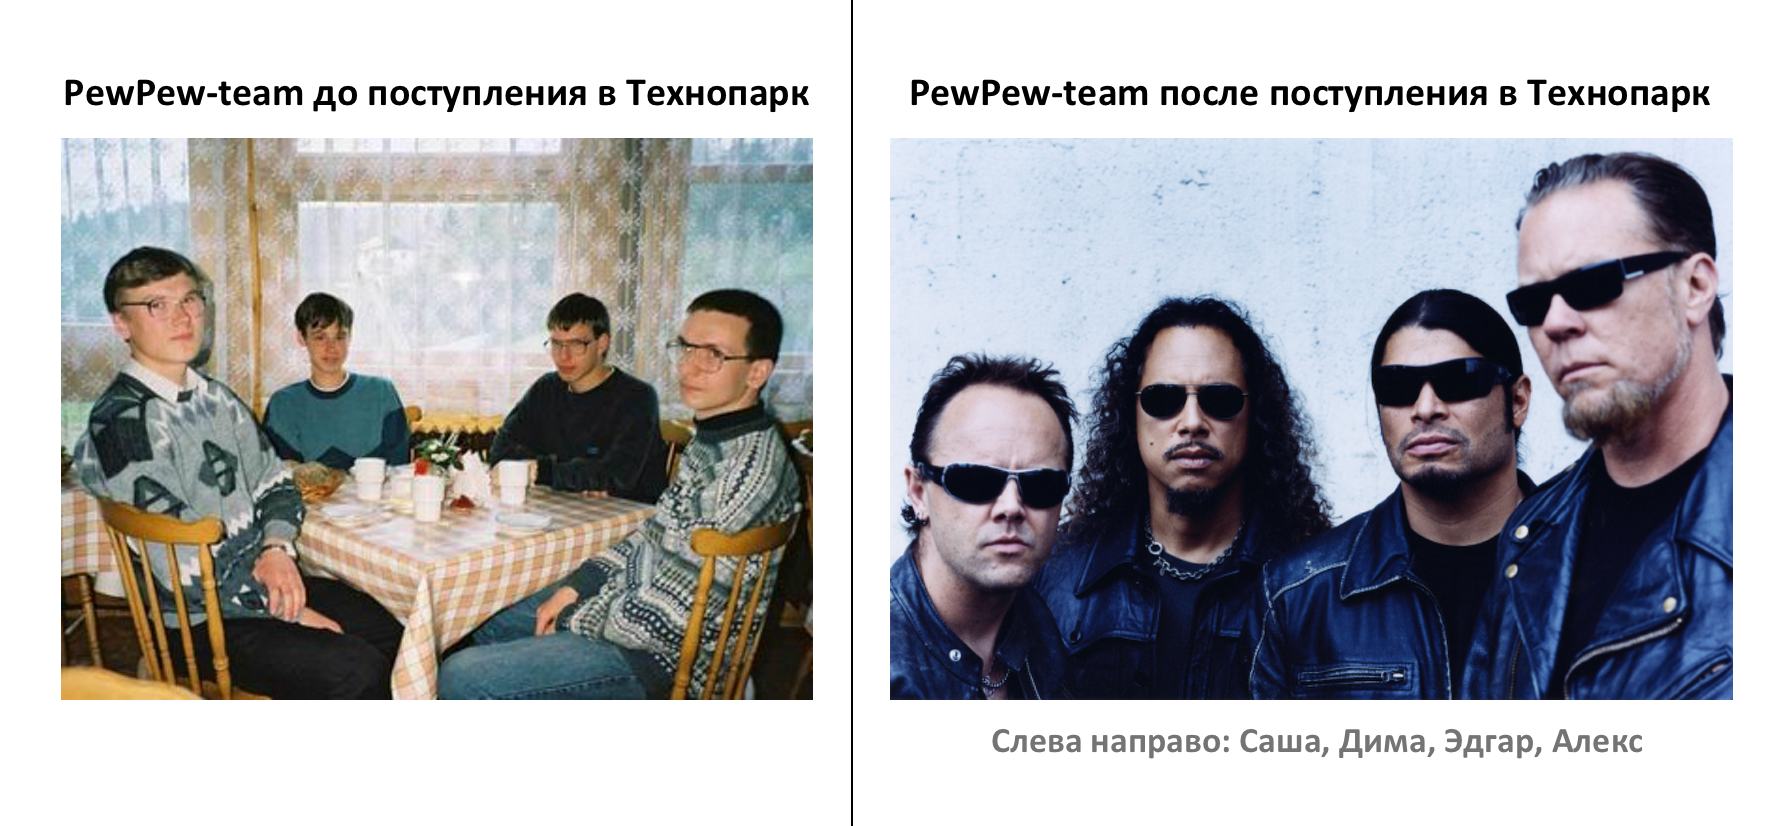 PewPew-team до поступления в Технопарк
PewPew-team после поступления в Технопарк
Слева направо: Саша, Дима, Эдгар, Алекс